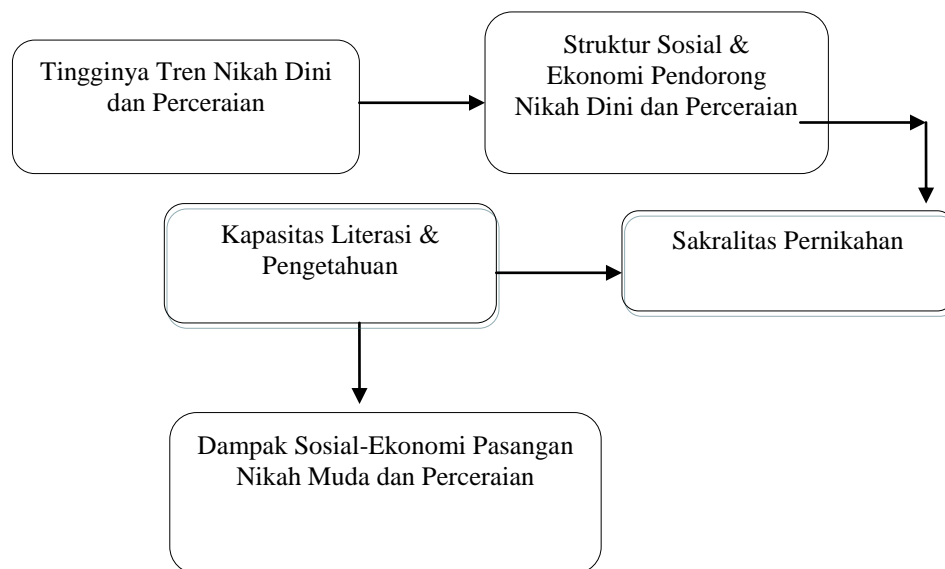 Tingginya Tren Nikah Dini
dan Perceraian
Struktur Sosial &
Ekonomi Pendorong
Nikah Dini dan Perceraian
Kapasitas Literasi &
Pengetahuan
Sakralitas Pernikahan
Dampak Sosial-Ekonomi Pasangan
Nikah Muda dan Perceraian